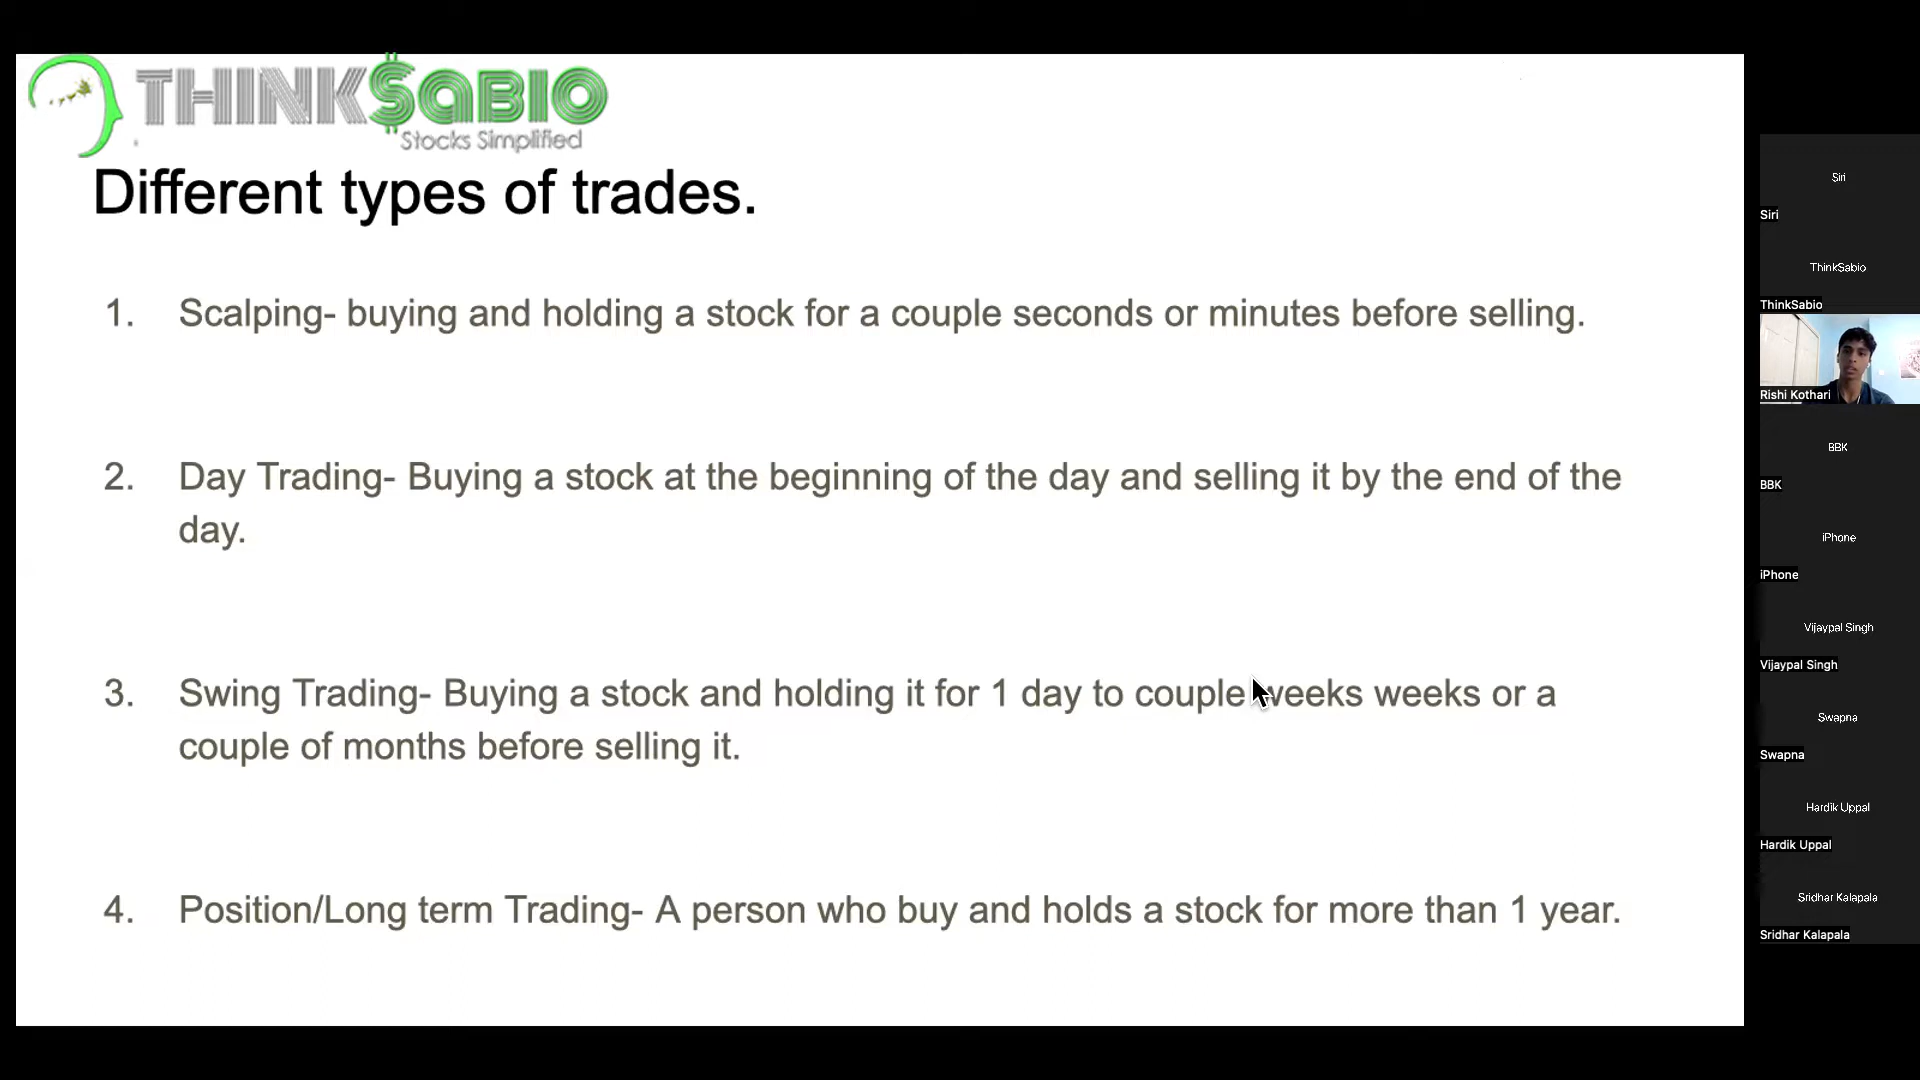 THINK$aBIO
Stocks Simplified
Different types of trades.
1. Scalping- buying and holding a stock for a couple seconds or minutes before selling.
2. Day Trading- Buying a stock at the beginning of the day and selling it by the end of the
day.
3. Swing Trading- Buying a stock and holding it for 1 day to couple weeks weeks or a
couple of months before selling it.
4. Position/Long term Trading- A person who buy and holds a stock for more than 1 year.
Siri
Siri
ThinkSabio
ThinkSabio
Rishi Kothari
BBK
BBK
iPhone
iPhone
Vijaypal Singh
Vijaypal Singh
Swapna
Swapna
Hardik Uppal
Hardik Uppal
Sridhar Kalapala
Sridhar Kalapala